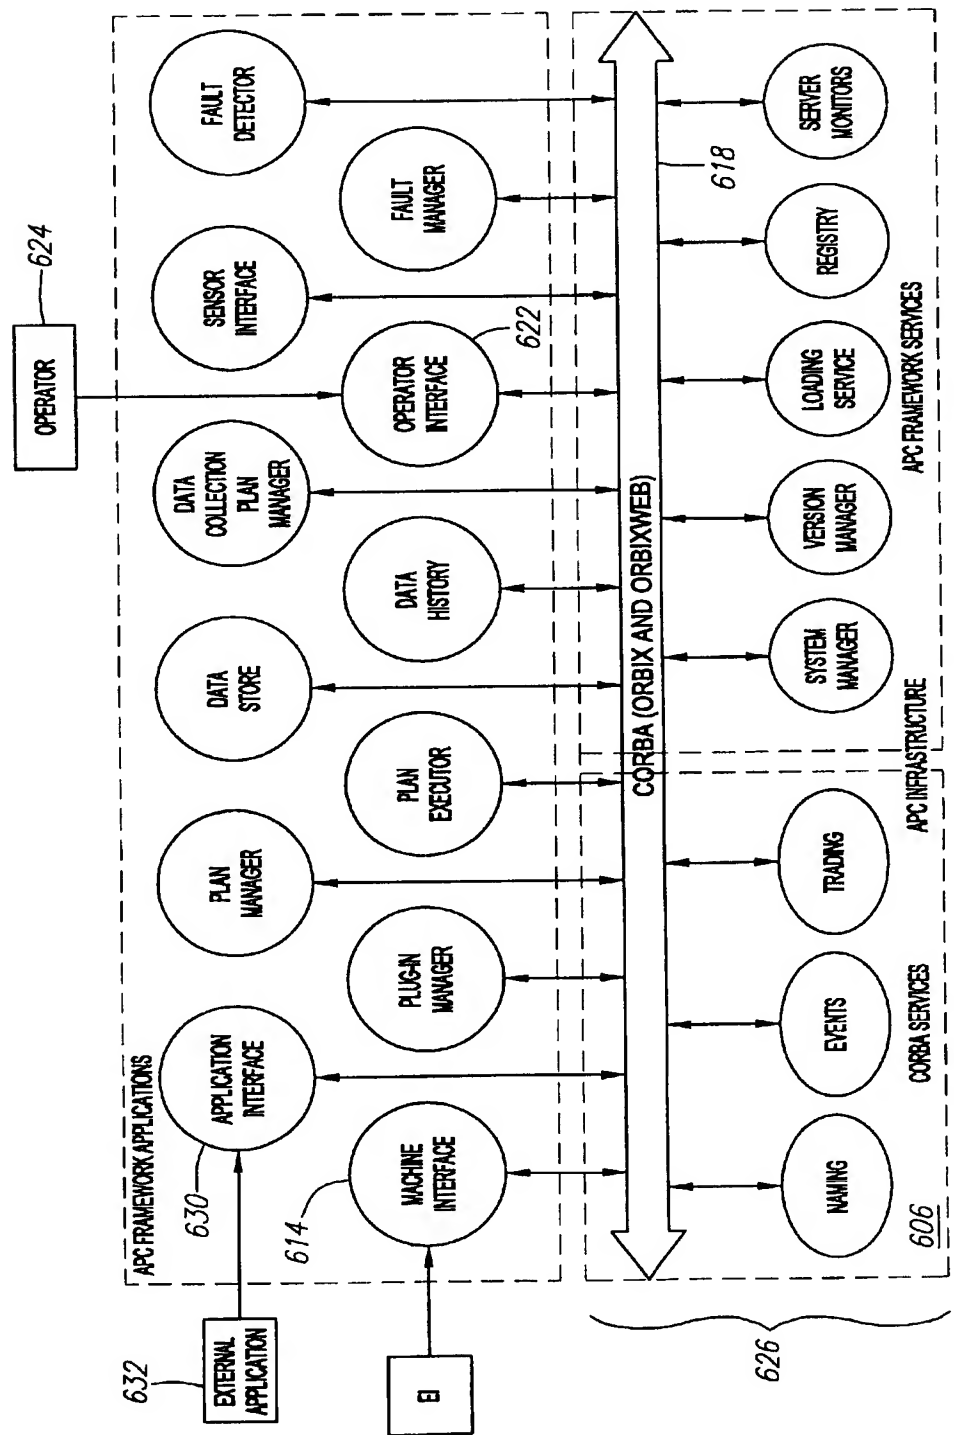 APC FRAMEWORK APPLICATIONS
632
EXTERNAL
APPLICATION
630
APPLICATION
INTERFACE
PLAN
MANAGER
DATA
STORE
DATA
COLLECTION
PLAN
MANAGER
OPERATOR
624
SENSOR
INTERFACE
FAULT
DETECTOR
EI
614
MACHINE
INTERFACE
PLUG-IN
MANAGER
PLAN
EXECUTOR
DATA
HISTORY
OPERATOR
INTERFACE
622
FAULT
MANAGER
CORBA (ORBIX AND ORBIXWEB)
618
626
NAMING
EVENTS
TRADING
SYSTEM
MANAGER
VERSION
MANAGER
LOADING
SERVICE
REGISTRY
SERVER
MONITORS
606
CORBA SERVICES
APC INFRASTRUCTURE
APC FRAMEWORK SERVICES